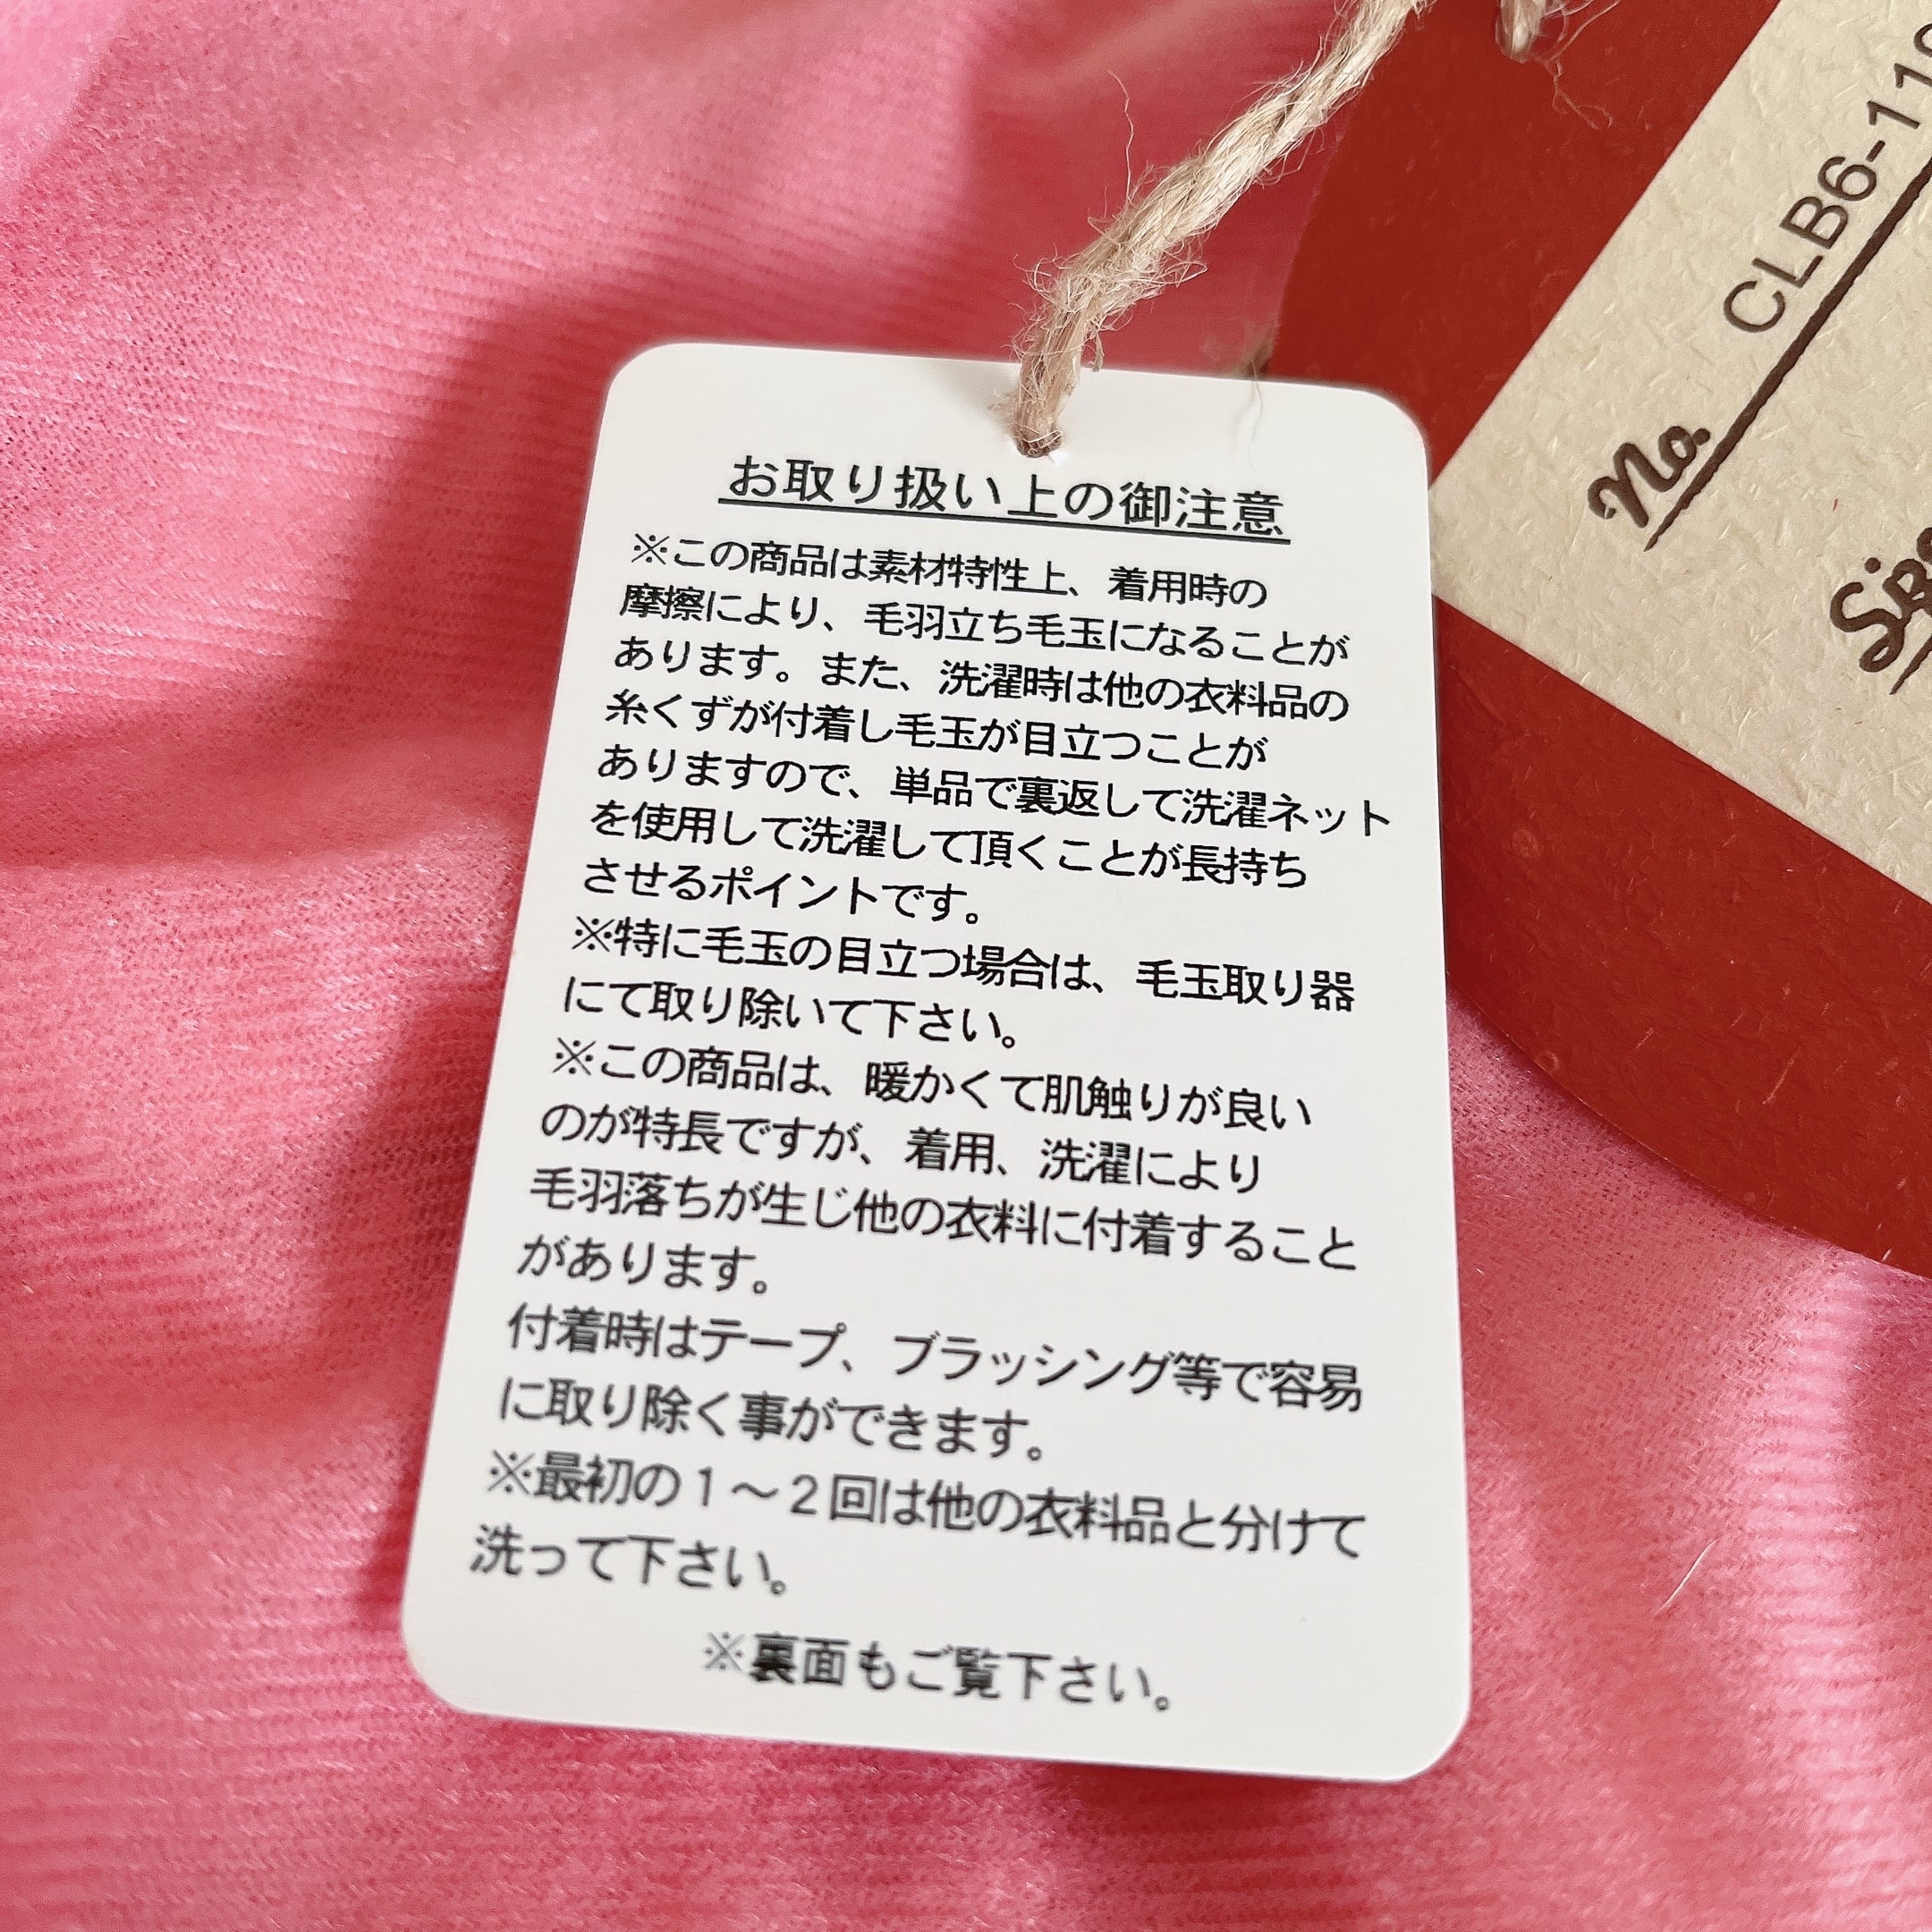 お取り扱い上の御注意
※この商品は素材特性上、着用時の
摩擦により、毛羽立ち毛玉になることが
あります。また、洗濯時は他の衣料品の
糸くずが付着し毛玉が目立つことが
ありますので、単品で裏返して洗濯ネット
を使用して洗濯して頂くことが長持ち
させるポイントです。
※特に毛玉の目立つ場合は、毛玉取り器
にて取り除いて下さい。
※この商品は、暖かくて肌触りが良い
のが特長ですが、着用、洗濯により
毛羽落ちが生じ他の衣料に付着すること
があります。
付着時はテープ、ブラッシング等で容易
に取り除く事ができます。
※最初の1～2回は他の衣料品と分けて
洗って下さい。
※裏面もご覧下さい。
No. CLB6-11